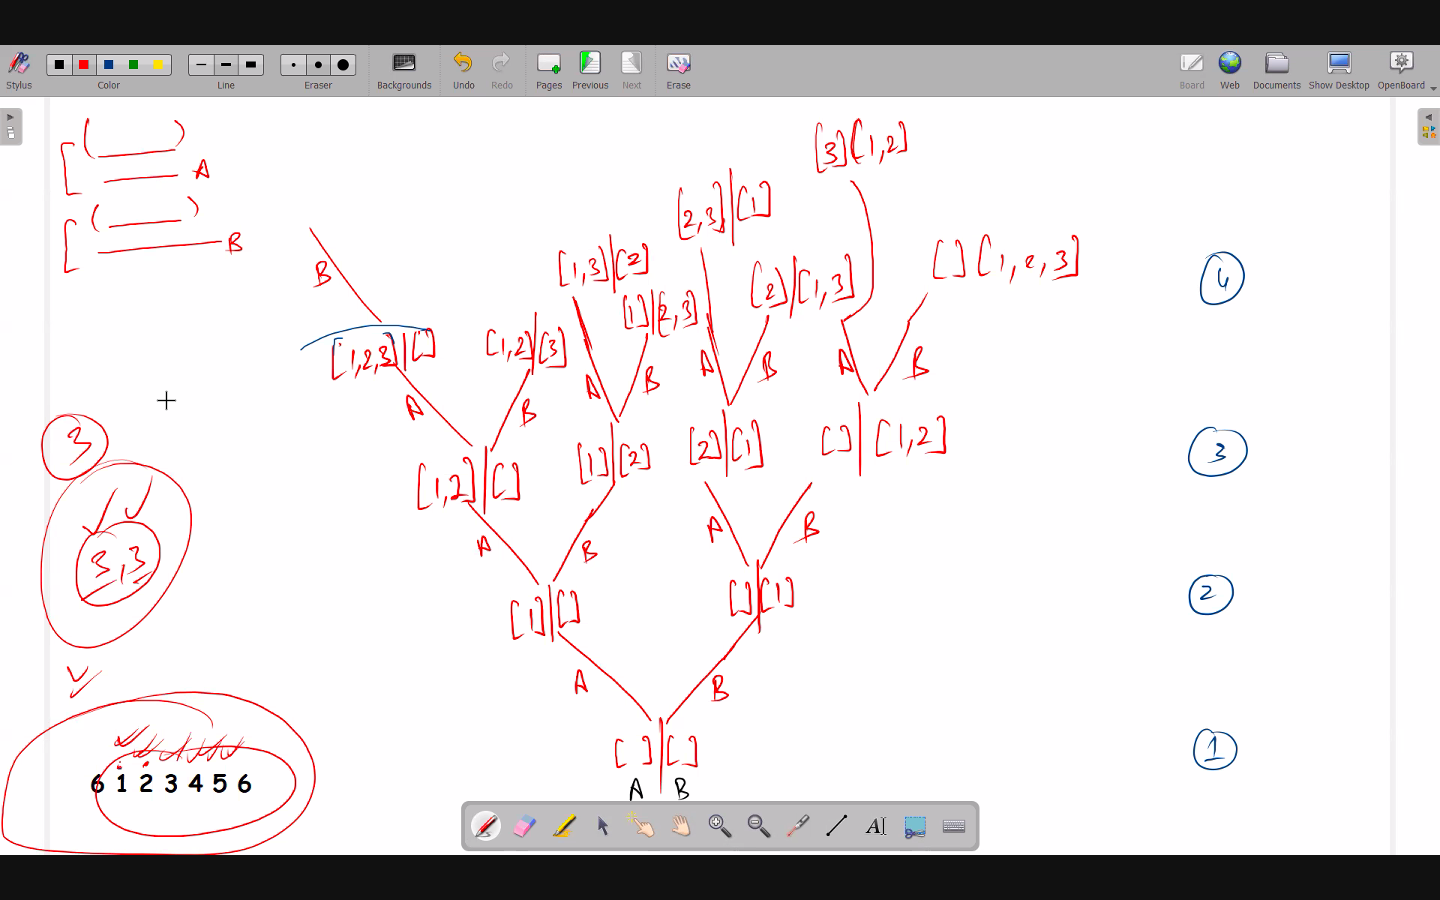 Stylus Color Line Eraser Backgrounds Undo Redo Pages Previous Next Erase Board Web Documents Show Desktop OpenBoard
A
B
[3] [1,2]
[2,3] | [1]
[1,3] | [2]
[2] | [1,3]
[ ] [1,2,3]
4
B
[1] | [2,3]
[1,2,3] | [ ]
[1,2] | [3]
A B A B A B A B
3
[1,2] | [ ]
[1] | [2]
[2] | [1]
[ ] | [1,2]
3
3,3
A B A B
[1] | [ ]
[ ] | [1]
2
A B
[ ] | [ ]
1
6 1 2 3 4 5 6
A B
AI